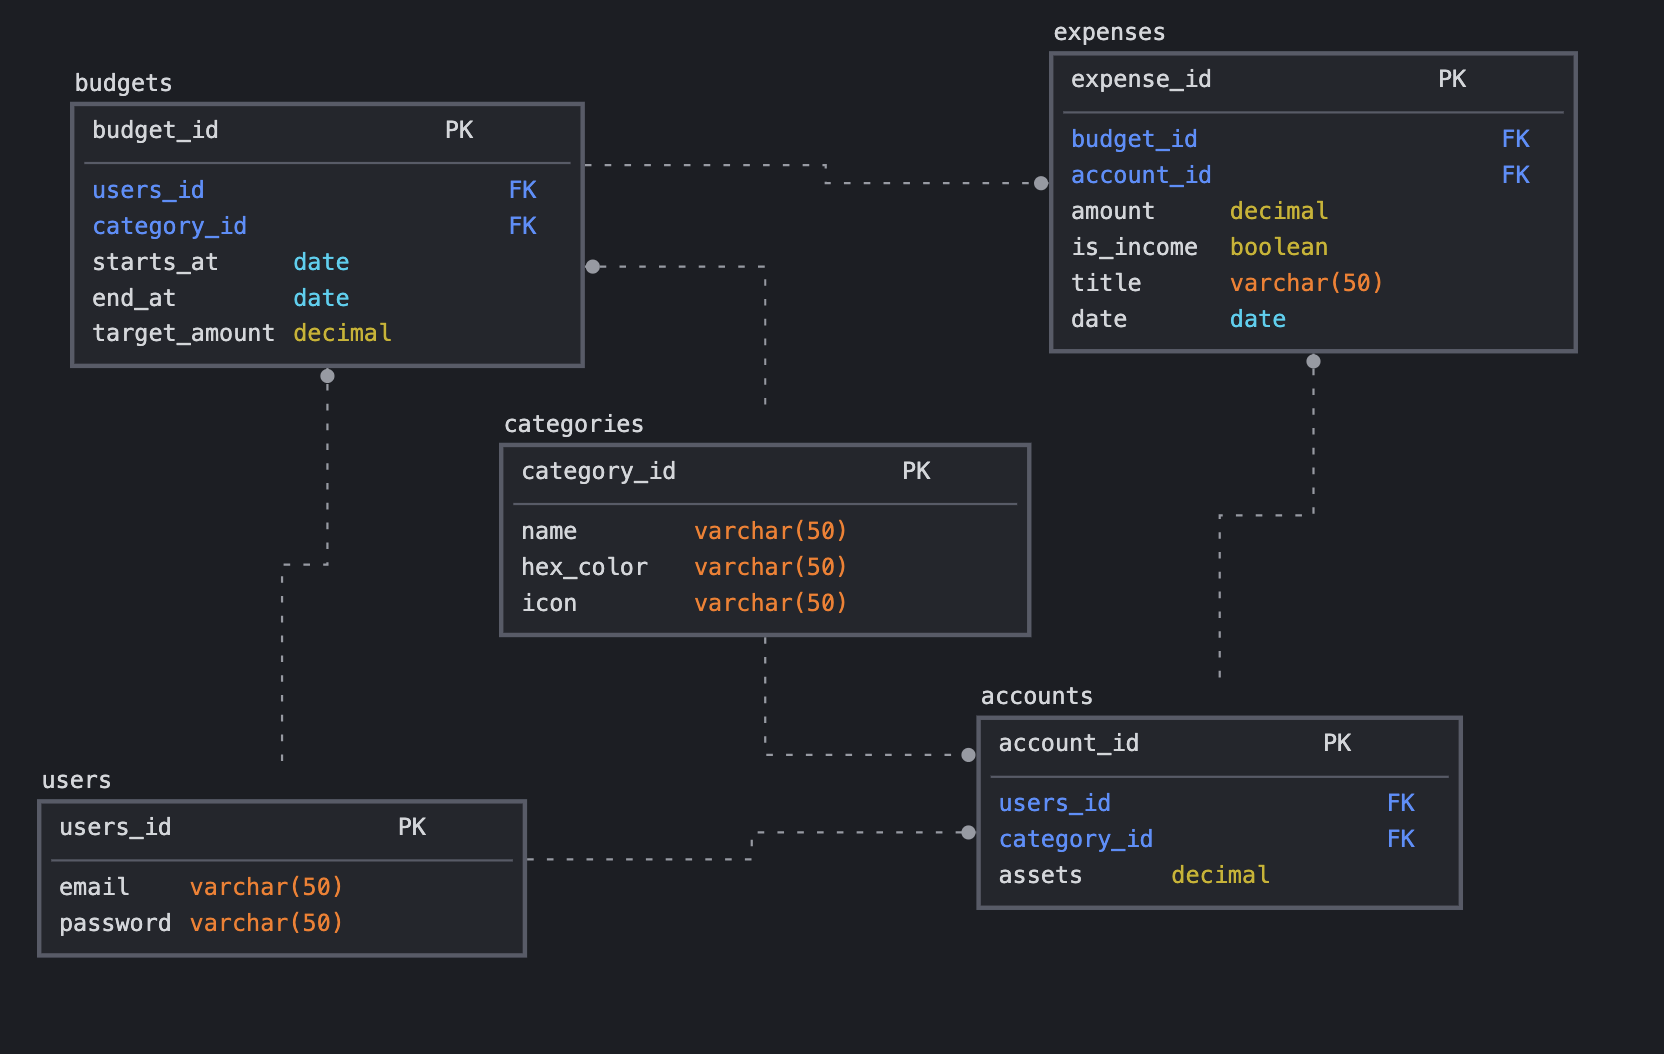 budgets
budget_id PK
users_id FK
category_id FK
starts_at date
end_at date
target_amount decimal
expenses
expense_id PK
budget_id FK
account_id FK
amount decimal
is_income boolean
title varchar(50)
date date
categories
category_id PK
name varchar(50)
hex_color varchar(50)
icon varchar(50)
users
users_id PK
email varchar(50)
password varchar(50)
accounts
account_id PK
users_id FK
category_id FK
assets decimal